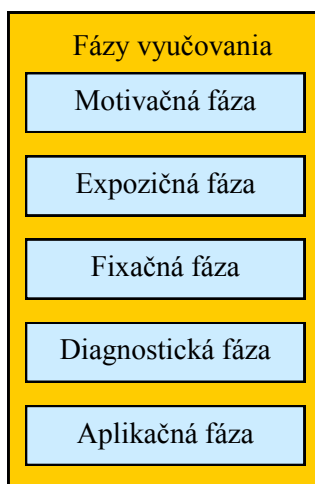 Fázy vyučovania
Motivačná fáza
Expozičná fáza
Fixačná fáza
Diagnostická fáza
Aplikačná fáza